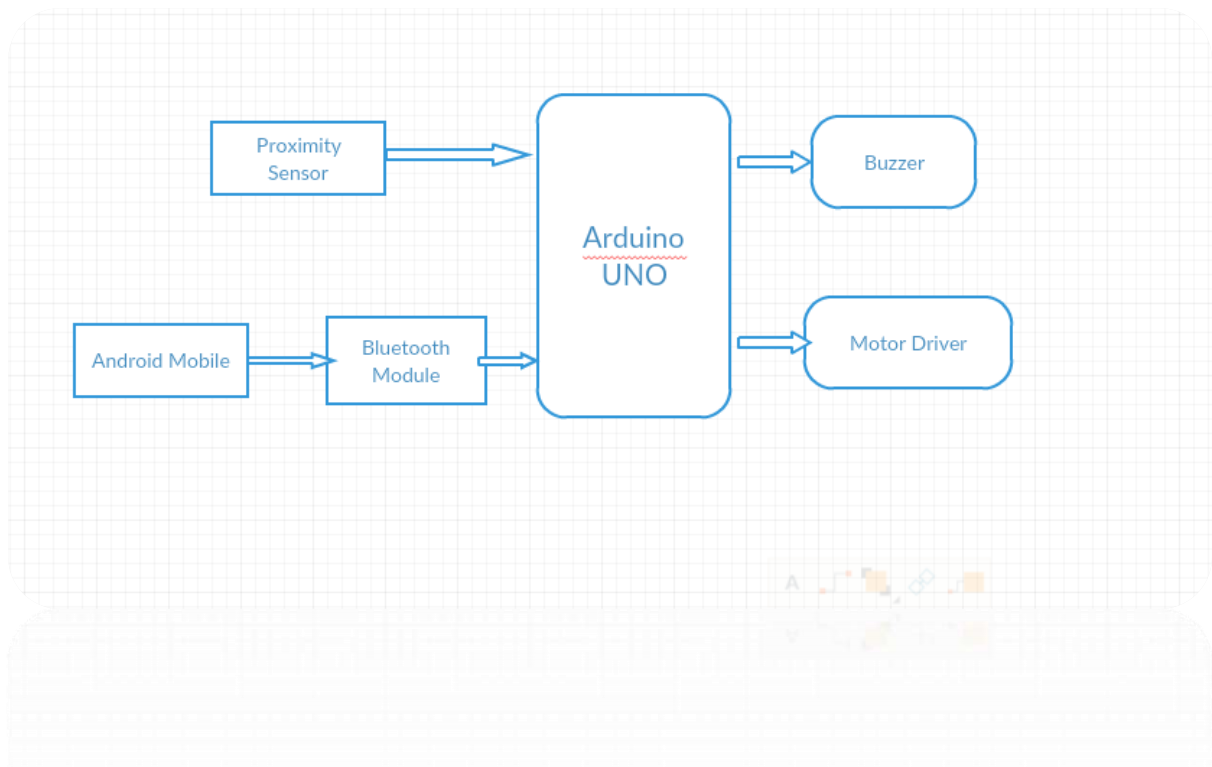 Proximity
Sensor
Buzzer
Arduino
UNO
Android Mobile
Bluetooth
Module
Motor Driver
A